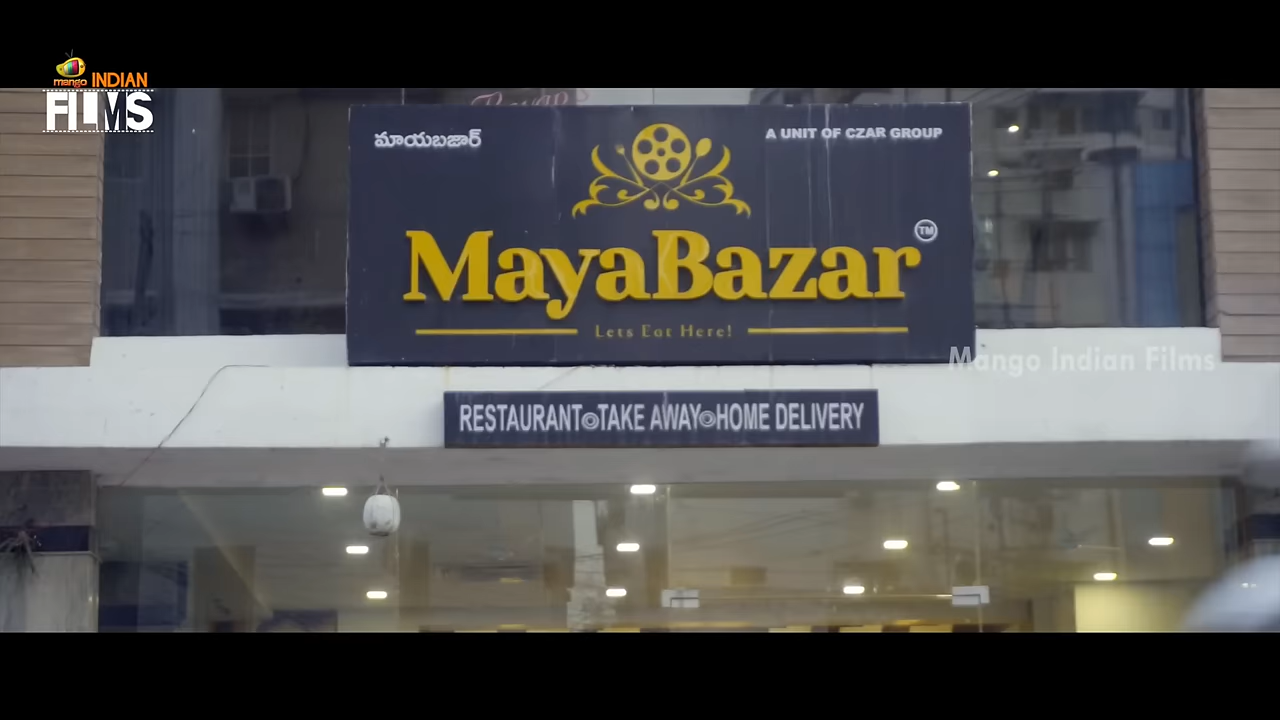 mango INDIAN
FILMS
మాయబజార్
A UNIT OF CZAR GROUP
MayaBazar
TM
Lets Eat Here!
Mango Indian Films
RESTAURANT TAKE AWAY HOME DELIVERY